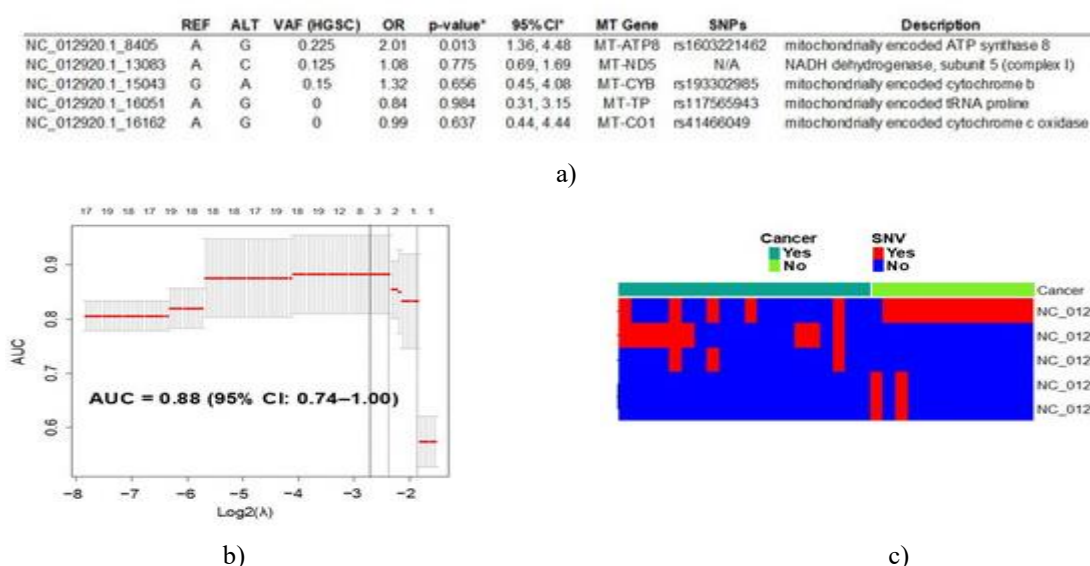 REF ALT VAF (HGSC) OR p-value* 95%CI* MT Gene SNPs Description
NC_012920.1_8405 A G 0.225 2.01 0.013 1.36, 4.48 MT-ATP8 rs1603221462 mitochondrially encoded ATP synthase 8
NC_012920.1_13083 A C 0.125 1.08 0.775 0.69, 1.69 MT-ND5 N/A NADH dehydrogenase, subunit 5 (complex I)
NC_012920.1_15043 G A 0.15 1.32 0.656 0.45, 4.08 MT-CYB rs193302985 mitochondrially encoded cytochrome b
NC_012920.1_16051 A G 0 0.84 0.984 0.31, 3.15 MT-TP rs117565943 mitochondrially encoded tRNA proline
NC_012920.1_16162 A G 0 0.99 0.637 0.44, 4.44 MT-CO1 rs41466049 mitochondrially encoded cytochrome c oxidase
a)
17 19 18 17 19 18 18 18 17 19 18 19 12 8 3 2 1 1
0.9
0.8
0.7
0.6
AUC
AUC = 0.88 (95% CI: 0.74–1.00)
−8 −7 −6 −5 −4 −3 −2
Log2(λ)
b)
Cancer SNV
Yes Yes
No No
Cancer
NC_012
NC_012
NC_012
NC_012
NC_012
c)